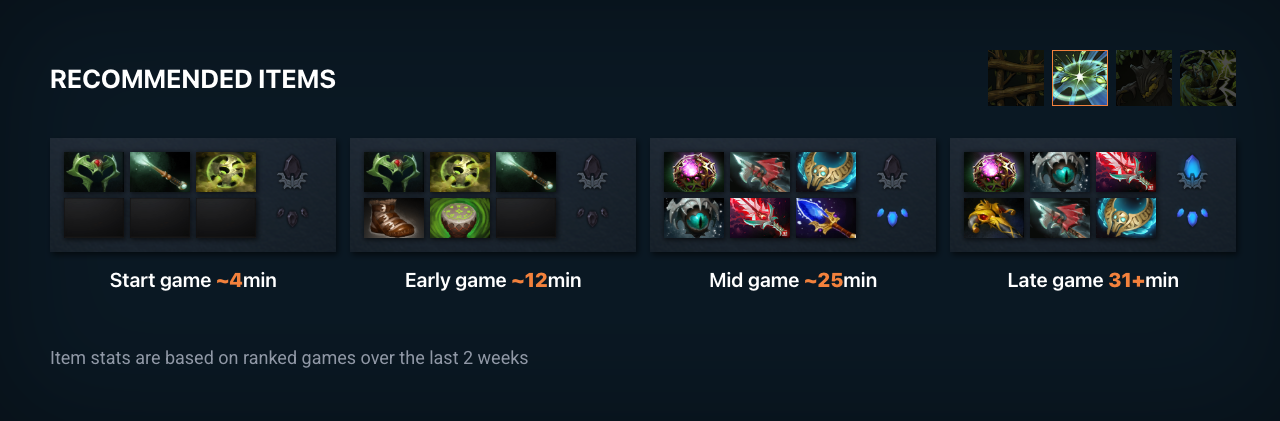 RECOMMENDED ITEMS
Start game ~4min
Early game ~12min
Mid game ~25min
Late game 31+min
Item stats are based on ranked games over the last 2 weeks